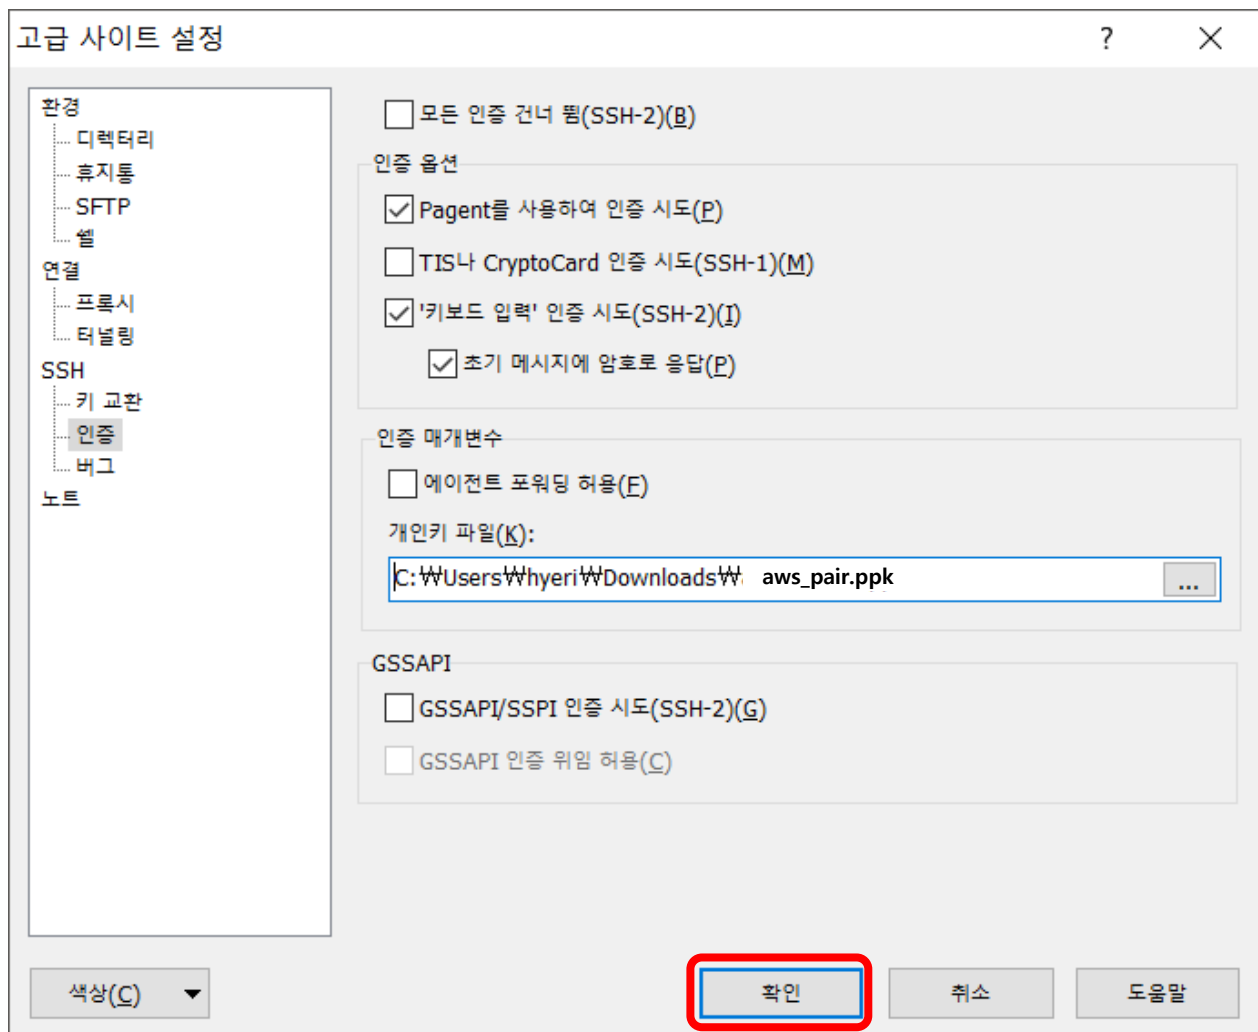 고급 사이트 설정
?
환경
디렉터리
휴지통
SFTP
쉘
연결
프록시
터널링
SSH
키 교환
인증
버그
노트
모든 인증 건너 뜀(SSH-2)(B)
인증 옵션
Pagent를 사용하여 인증 시도(P)
TIS나 CryptoCard 인증 시도(SSH-1)(M)
'키보드 입력' 인증 시도(SSH-2)(I)
초기 메시지에 암호로 응답(P)
인증 매개변수
에이전트 포워딩 허용(F)
개인키 파일(K):
C:₩Users₩hyeri₩Downloads₩ aws_pair.ppk
...
GSSAPI
GSSAPI/SSPI 인증 시도(SSH-2)(G)
GSSAPI 인증 위임 허용(C)
색상(C)
확인
취소
도움말